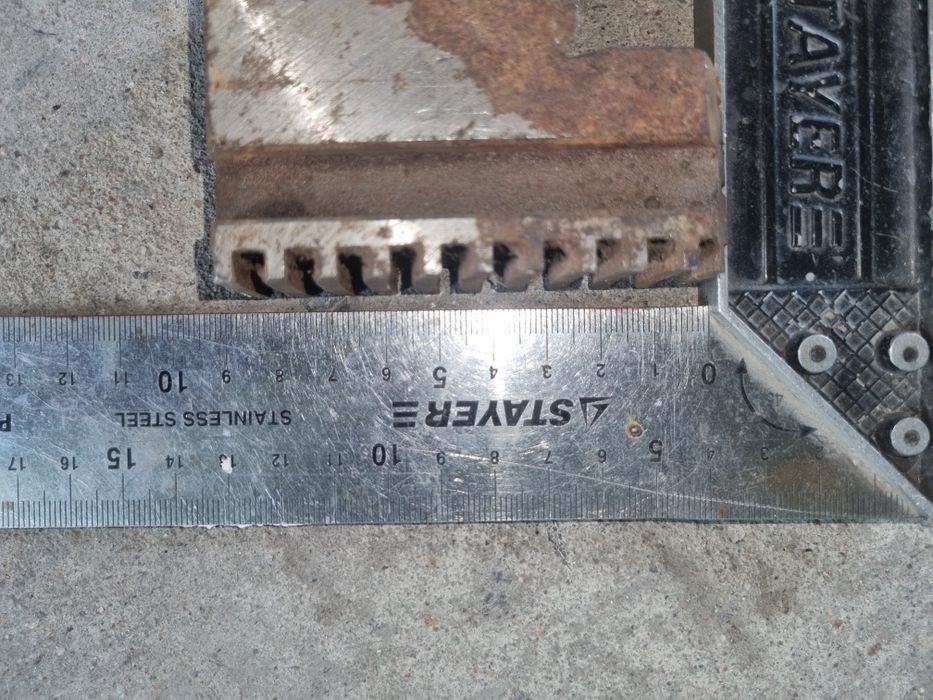 STAYER
13 12 11 10 9 8 7 6 5 4 3 2 1 0
P STAINLESS STEEL STAYER
17 16 15 14 13 12 11 10 9 8 7 6 5 4 3 2